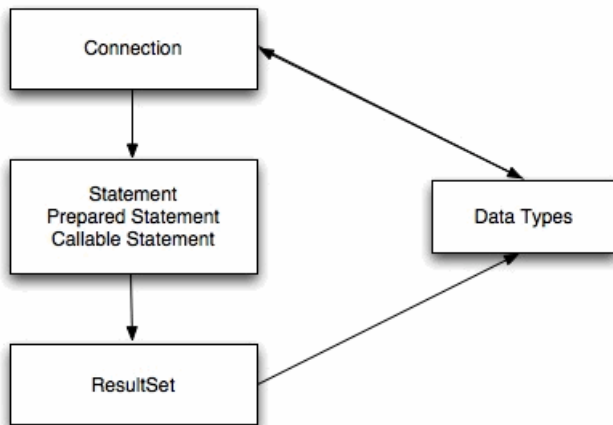 Connection
Statement
Prepared Statement
Callable Statement
Data Types
ResultSet